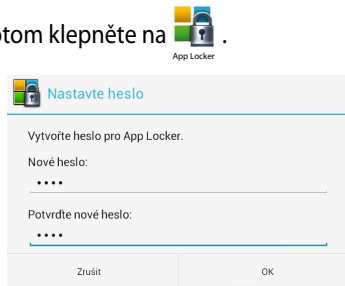 otom klepněte na .
App Locker
Nastavte heslo
Vytvořte heslo pro App Locker.
Nové heslo:
••••
Potvrďte nové heslo:
••••
Zrušit OK